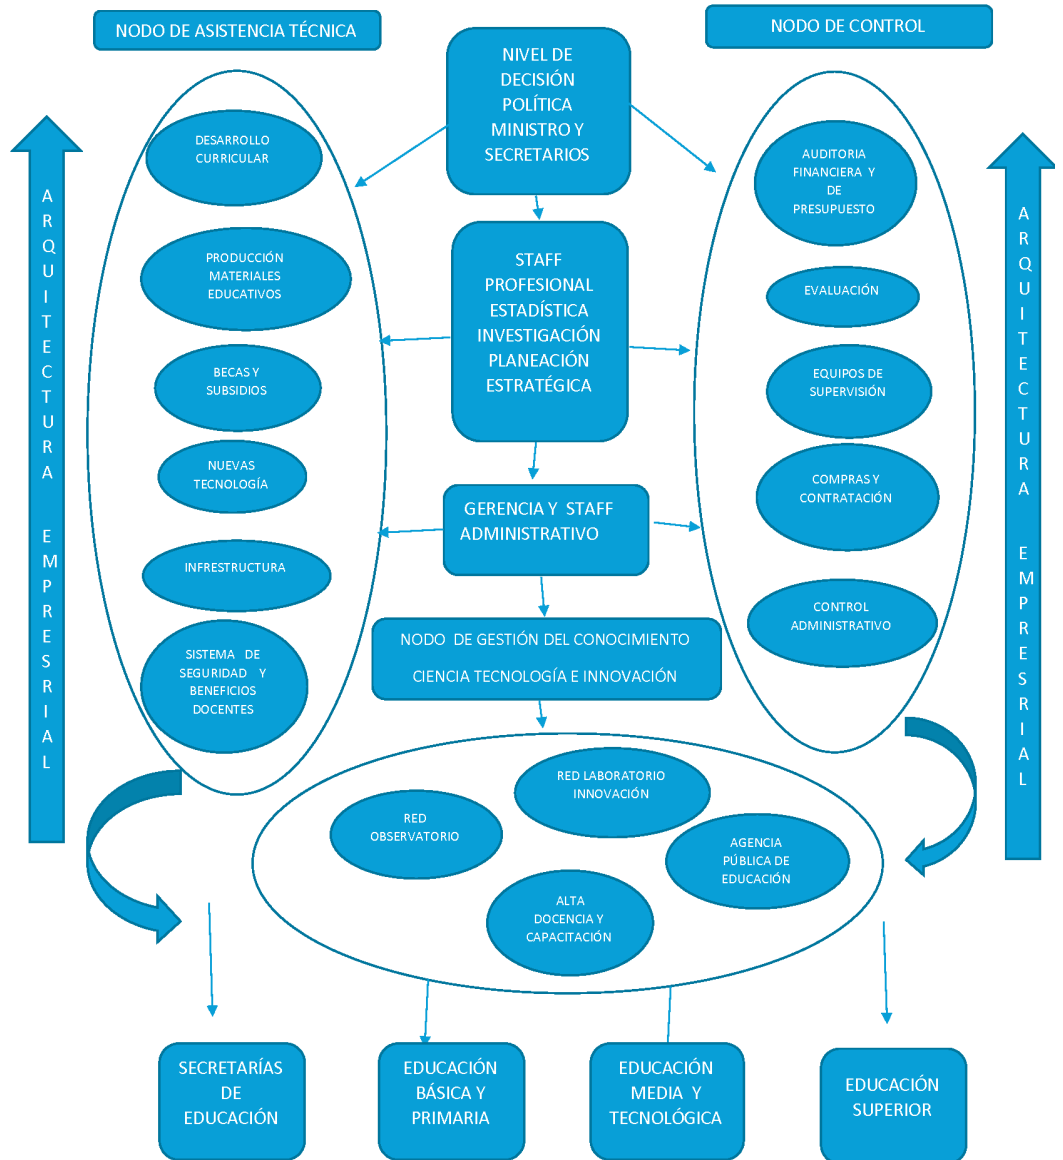 NODO DE ASISTENCIA TÉCNICA
NODO DE CONTROL
NIVEL DE
DECISIÓN
POLÍTICA
MINISTRO Y
SECRETARIOS
DESARROLLO
CURRICULAR
PRODUCCIÓN
MATERIALES
EDUCATIVOS
BECAS Y
SUBSIDIOS
NUEVAS
TECNOLOGÍA
INFRESTRUCTURA
SISTEMA DE
SEGURIDAD Y
BENEFICIOS
DOCENTES
ARQUITECTURA EMPRESRIAL
STAFF
PROFESIONAL
ESTADÍSTICA
INVESTIGACIÓN
PLANEACIÓN
ESTRATÉGICA
GERENCIA Y STAFF
ADMINISTRATIVO
NODO DE GESTIÓN DEL CONOCIMIENTO
CIENCIA TECNOLOGÍA E INNOVACIÓN
AUDITORIA
FINANCIERA Y
DE
PRESUPUESTO
EVALUACIÓN
EQUIPOS DE
SUPERVISIÓN
COMPRAS Y
CONTRATACIÓN
CONTROL
ADMINISTRATIVO
ARQUITECTURA EMPRESRIAL
RED LABORATORIO
INNOVACIÓN
RED
OBSERVATORIO
AGENCIA
PÚBLICA DE
EDUCACIÓN
ALTA
DOCENCIA Y
CAPACITACIÓN
SECRETARÍAS
DE
EDUCACIÓN
EDUCACIÓN
BÁSICA Y
PRIMARIA
EDUCACIÓN
MEDIA Y
TECNOLÓGICA
EDUCACIÓN
SUPERIOR